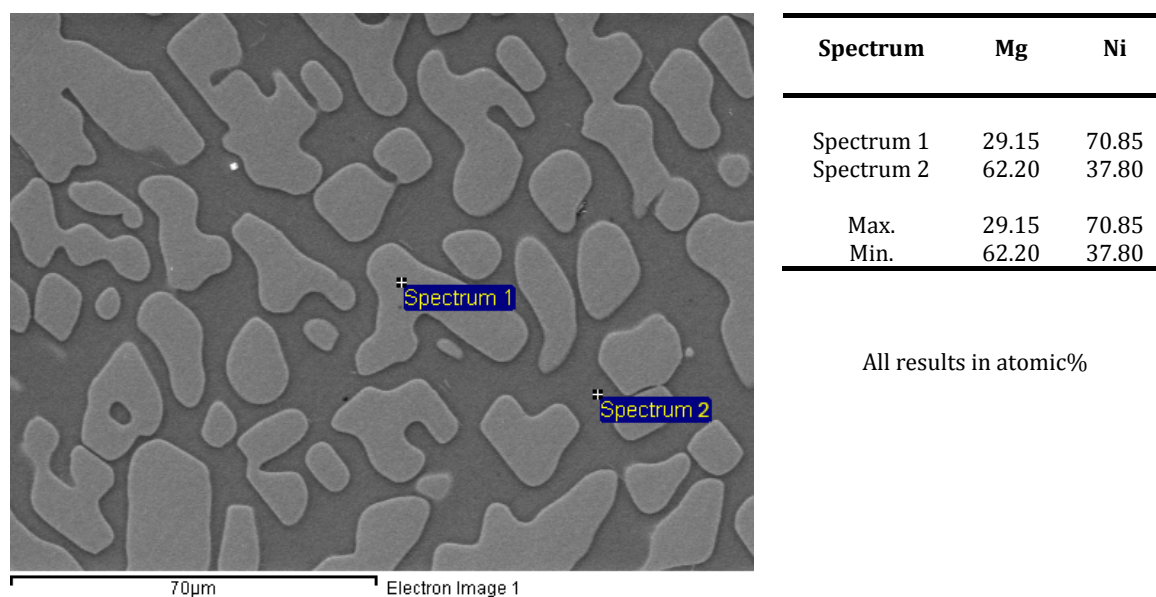 Spectrum 1
Spectrum 2
70µm
Electron Image 1
Spectrum Mg Ni
Spectrum 1 29.15 70.85
Spectrum 2 62.20 37.80
Max. 29.15 70.85
Min. 62.20 37.80
All results in atomic%